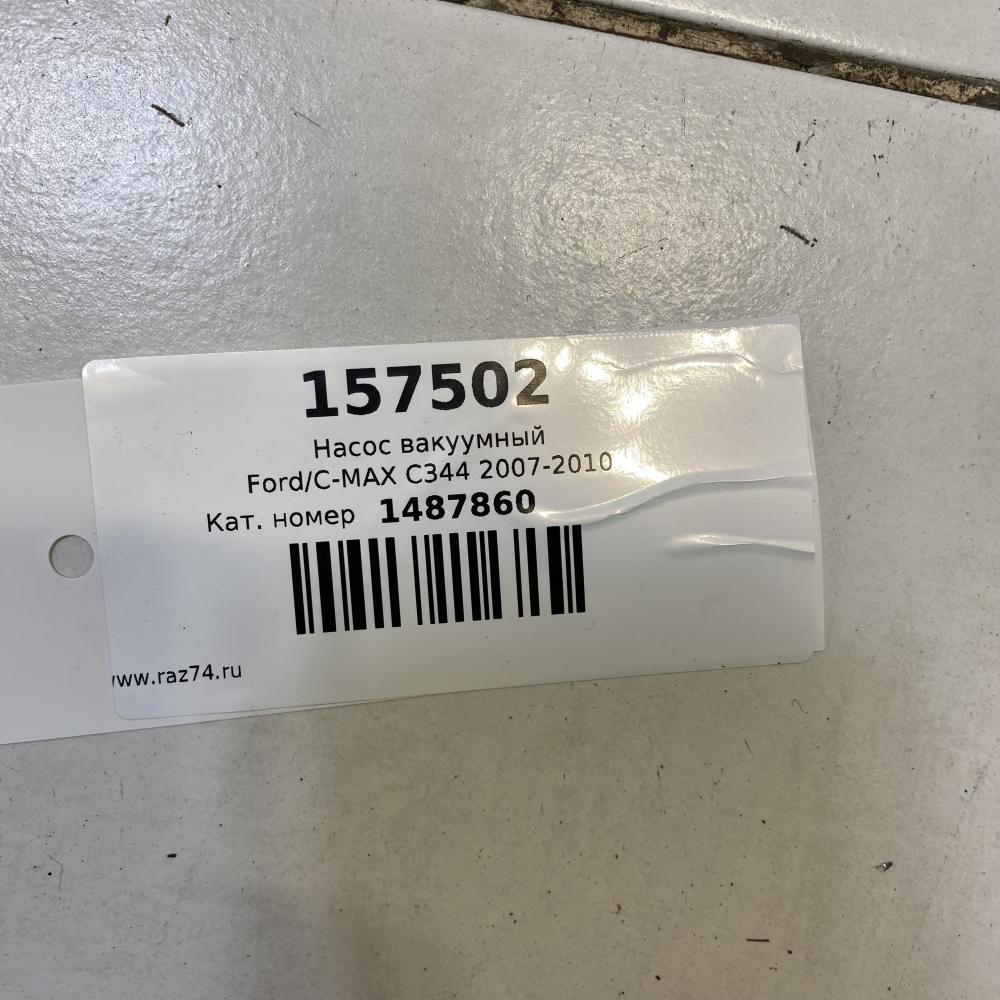 157502
Насос вакуумный
Ford/C-MAX C344 2007-2010
Кат. номер 1487860
www.raz74.ru